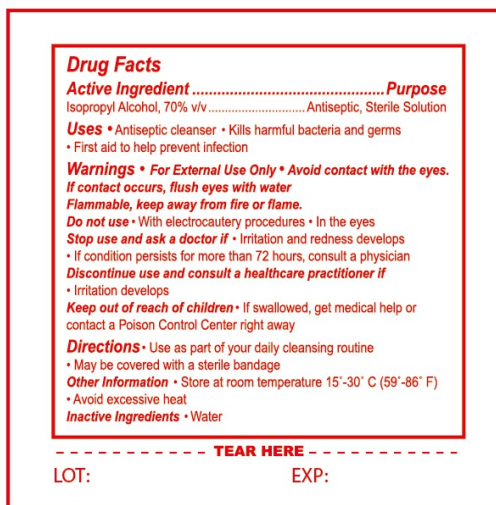 Drug Facts
Active Ingredient ............................................... Purpose
Isopropyl Alcohol, 70% v/v ............................. Antiseptic, Sterile Solution
Uses • Antiseptic cleanser • Kills harmful bacteria and germs
• First aid to help prevent infection
Warnings • For External Use Only • Avoid contact with the eyes.
If contact occurs, flush eyes with water
Flammable, keep away from fire or flame.
Do not use • With electrocautery procedures • In the eyes
Stop use and ask a doctor if • Irritation and redness develops
• If condition persists for more than 72 hours, consult a physician
Discontinue use and consult a healthcare practitioner if
• Irritation develops
Keep out of reach of children • If swallowed, get medical help or
contact a Poison Control Center right away
Directions • Use as part of your daily cleansing routine
• May be covered with a sterile bandage
Other Information • Store at room temperature 15˚-30˚ C (59˚-86˚ F)
• Avoid excessive heat
Inactive Ingredients • Water
– – – – – – – – – – – TEAR HERE – – – – – – – – – – –
LOT: EXP: